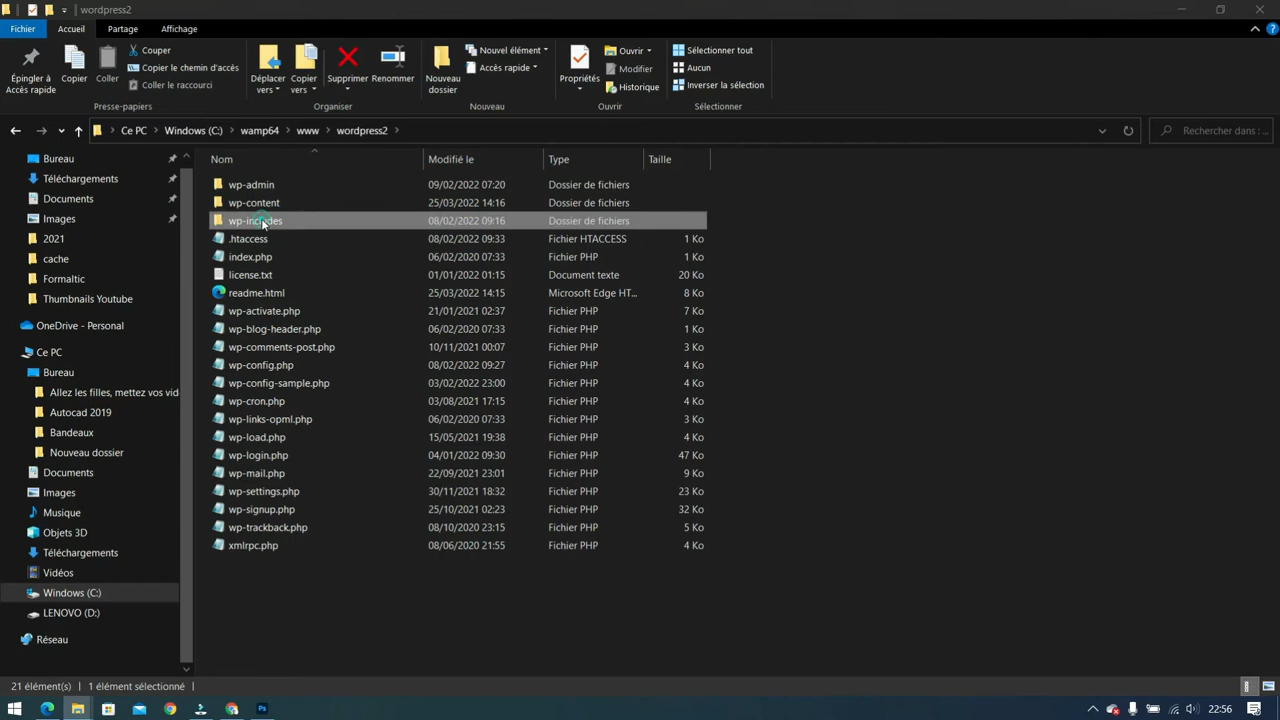 wordpress2
Fichier
Accueil
Partage
Affichage
Épingler à
Accès rapide
Copier
Coller
Couper
Copier le chemin d'accès
Coller le raccourci
Presse-papiers
Déplacer
vers
Copier
vers
Supprimer
Renommer
Organiser
Nouveau
dossier
Nouvel élément
Accès rapide
Nouveau
Propriétés
Ouvrir
Modifier
Historique
Ouvrir
Sélectionner tout
Aucun
Inverser la sélection
Sélectionner
Ce PC > Windows (C:) > wamp64 > www > wordpress2 >
Rechercher dans : ...
Bureau
Téléchargements
Documents
Images
2021
cache
Formaltic
Thumbnails Youtube
OneDrive - Personal
Ce PC
Bureau
Allez les filles, mettez vos vid
Autocad 2019
Bandeaux
Nouveau dossier
Documents
Images
Musique
Objets 3D
Téléchargements
Vidéos
Windows (C:)
LENOVO (D:)
Réseau
Nom Modifié le Type Taille
wp-admin 09/02/2022 07:20 Dossier de fichiers
wp-content 25/03/2022 14:16 Dossier de fichiers
wp-includes 08/02/2022 09:16 Dossier de fichiers
.htaccess 08/02/2022 09:33 Fichier HTACCESS 1 Ko
index.php 06/02/2020 07:33 Fichier PHP 1 Ko
license.txt 01/01/2022 01:15 Document texte 20 Ko
readme.html 25/03/2022 14:15 Microsoft Edge HT... 8 Ko
wp-activate.php 21/01/2021 02:37 Fichier PHP 7 Ko
wp-blog-header.php 06/02/2020 07:33 Fichier PHP 1 Ko
wp-comments-post.php 10/11/2021 00:07 Fichier PHP 3 Ko
wp-config.php 08/02/2022 09:27 Fichier PHP 4 Ko
wp-config-sample.php 03/02/2022 23:00 Fichier PHP 4 Ko
wp-cron.php 03/08/2021 17:15 Fichier PHP 4 Ko
wp-links-opml.php 06/02/2020 07:33 Fichier PHP 3 Ko
wp-load.php 15/05/2021 19:38 Fichier PHP 4 Ko
wp-login.php 04/01/2022 09:30 Fichier PHP 47 Ko
wp-mail.php 22/09/2021 23:01 Fichier PHP 9 Ko
wp-settings.php 30/11/2021 18:32 Fichier PHP 23 Ko
wp-signup.php 25/10/2021 02:23 Fichier PHP 32 Ko
wp-trackback.php 08/10/2020 23:15 Fichier PHP 5 Ko
xmlrpc.php 08/06/2020 21:55 Fichier PHP 4 Ko
21 élément(s) 1 élément sélectionné
Ps
22:56